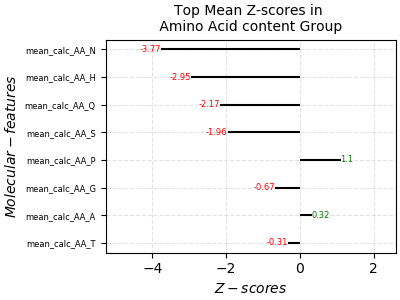 Top Mean Z-scores in
Amino Acid content Group
mean_calc_AA_N
-3.77
mean_calc_AA_H
-2.95
mean_calc_AA_Q
-2.17
mean_calc_AA_S
-1.96
mean_calc_AA_P
1.1
mean_calc_AA_G
-0.67
mean_calc_AA_A
0.32
mean_calc_AA_T
-0.31
Molecular − features
−4 −2 0 2
Z − scores